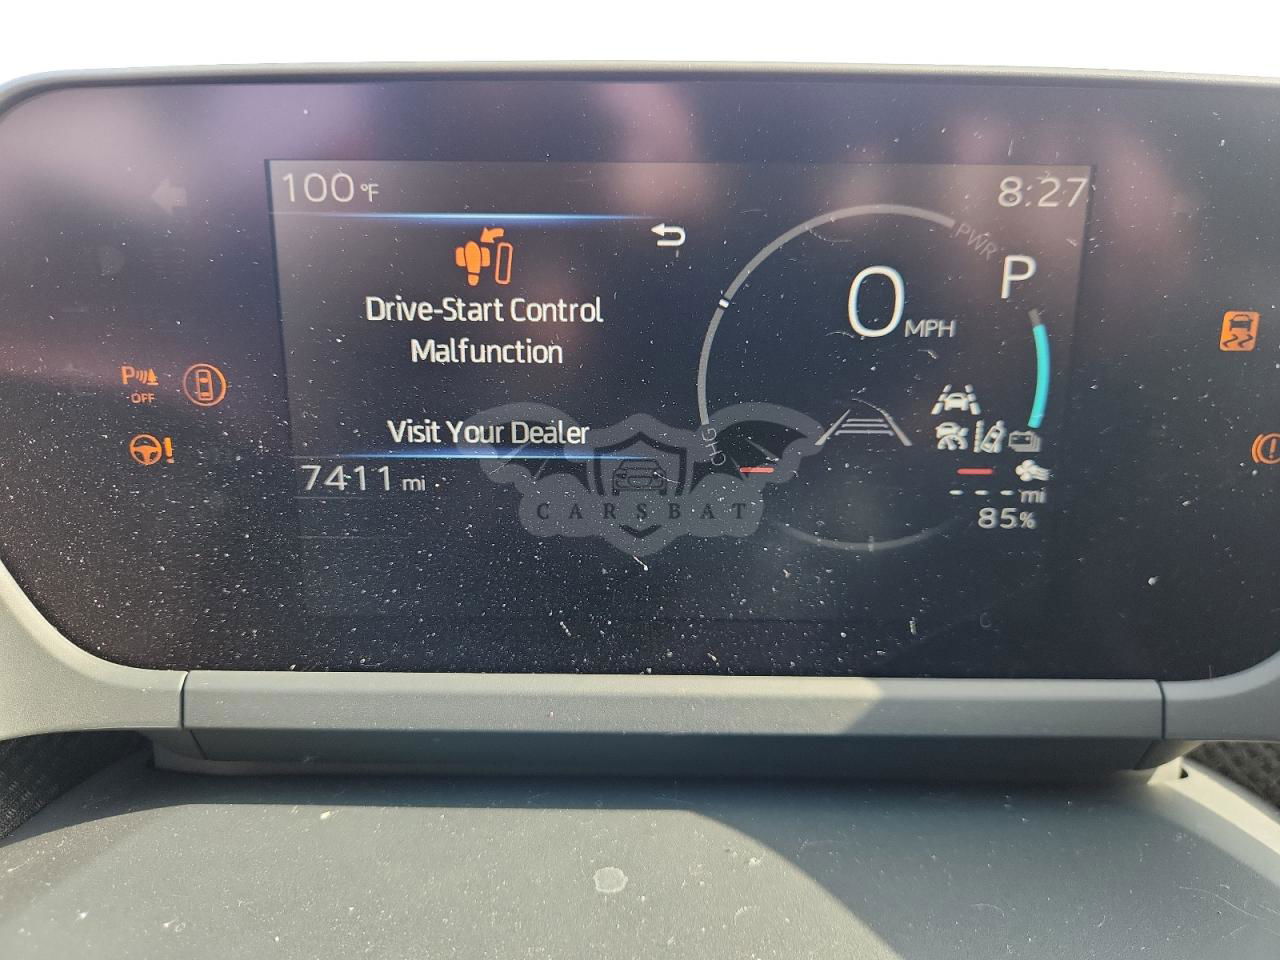 100 °F
8:27
PWR
P
Drive-Start Control
Malfunction
0 MPH
P
OFF
Visit Your Dealer
CHG
7411 mi
- - - mi
85%
CARSBAT